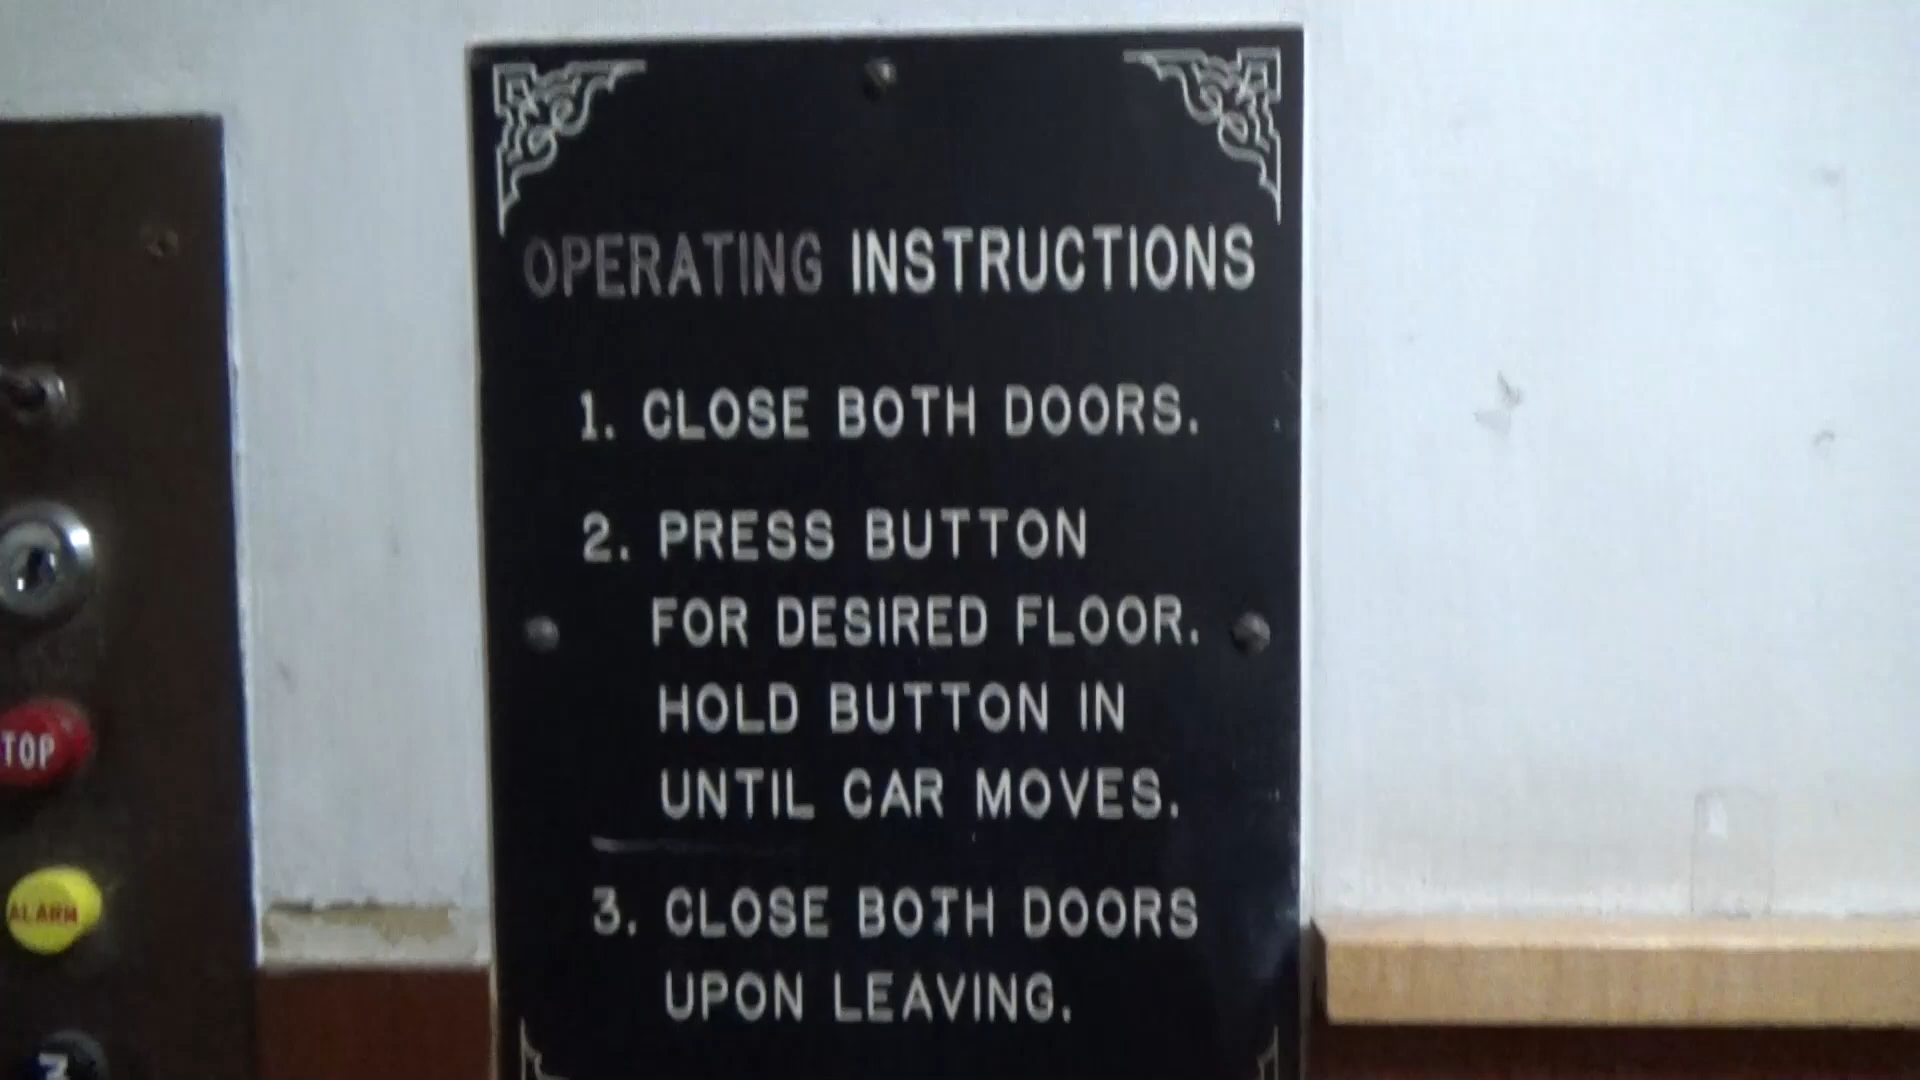 OPERATING INSTRUCTIONS
1. CLOSE BOTH DOORS.
2. PRESS BUTTON
FOR DESIRED FLOOR.
HOLD BUTTON IN
UNTIL CAR MOVES.
3. CLOSE BOTH DOORS
UPON LEAVING.
TOP
ALARM